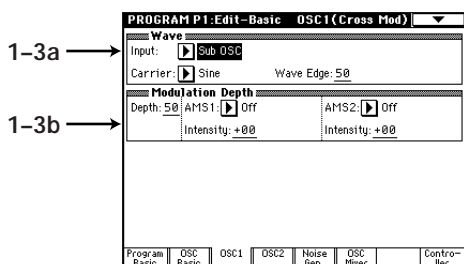 PROGRAM P1:Edit-Basic OSC1(Cross Mod)
Wave
1-3a
Input: Sub OSC
Carrier: Sine Wave Edge: 50
Modulation Depth
1-3b
Depth: 50 AMS1: Off AMS2: Off
Intensity: +00 Intensity: +00
Program Basic OSC Basic OSC1 OSC2 Noise Gen OSC Mixer Contro-ller